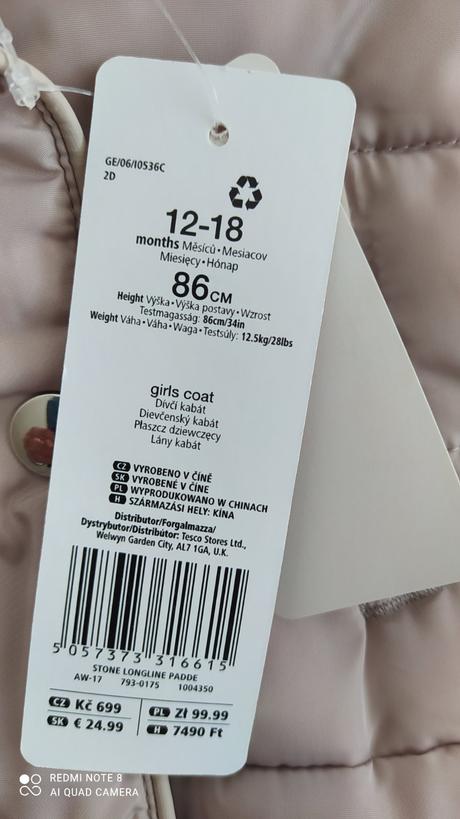 GE/06/I0536C
2D
12-18
months Měsíců • Mesiacov
Miesięcy • Hónap
86CM
Height Výška • Výška postavy • Wzrost
Testmagasság: 86cm/34in
Weight Váha • Váha • Waga • Testsúly: 12.5kg/28lbs
girls coat
Dívčí kabát
Dievčenský kabát
Płaszcz dziewczęcy
Lány kabát
CZ VYROBENO V ČÍNĚ
SK VYROBENÉ V ČÍNE
PL WYPRODUKOWANO W CHINACH
H SZÁRMAZÁSI HELY: KÍNA
Distributor/Forgalmazza/
Dystrybutor/Distribútor: Tesco Stores Ltd.,
Welwyn Garden City, AL7 1GA, U.K.
5 057373 316615
STONE LONGLINE PADDE
AW-17 793-0175 1004350
CZ Kč 699 PL Zł 99.99
SK € 24.99 H 7490 Ft
REDMI NOTE 8
AI QUAD CAMERA